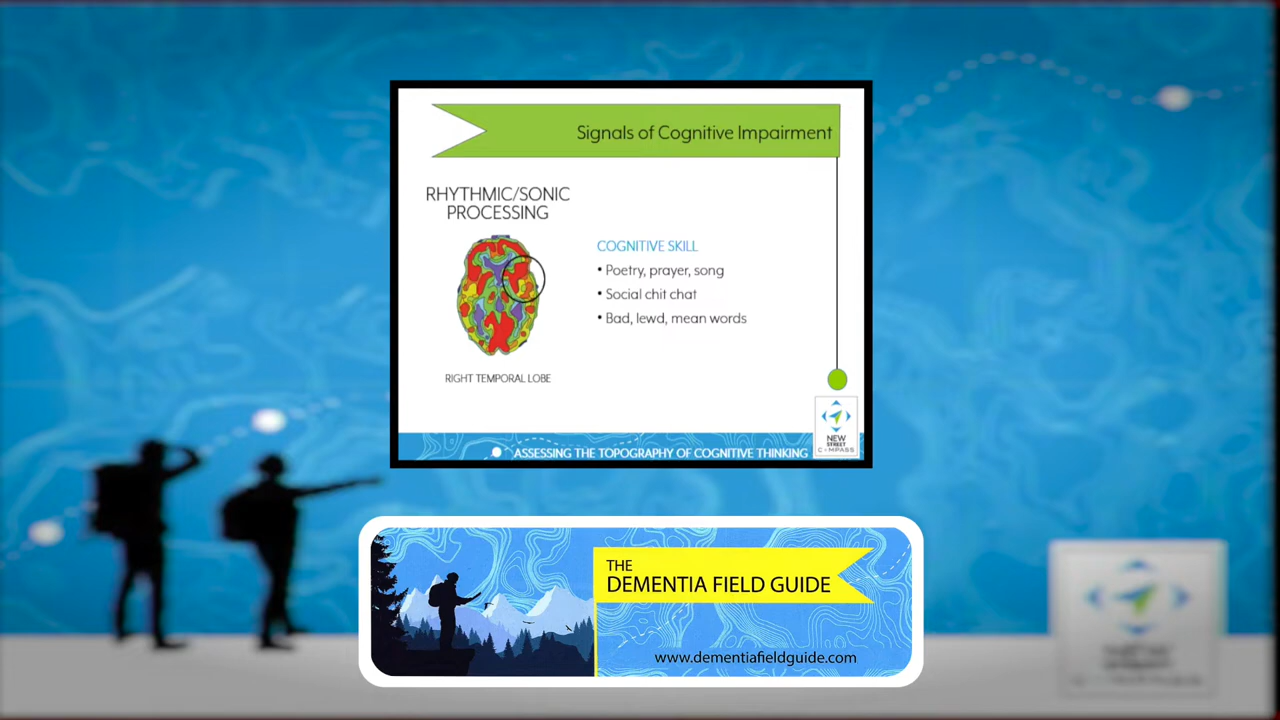 Signals of Cognitive Impairment
RHYTHMIC/SONIC
PROCESSING
COGNITIVE SKILL
• Poetry, prayer, song
• Social chit chat
• Bad, lewd, mean words
RIGHT TEMPORAL LOBE
NEW
STREET
COMPASS
ASSESSING THE TOPOGRAPHY OF COGNITIVE THINKING
THE
DEMENTIA FIELD GUIDE
www.dementiafieldguide.com